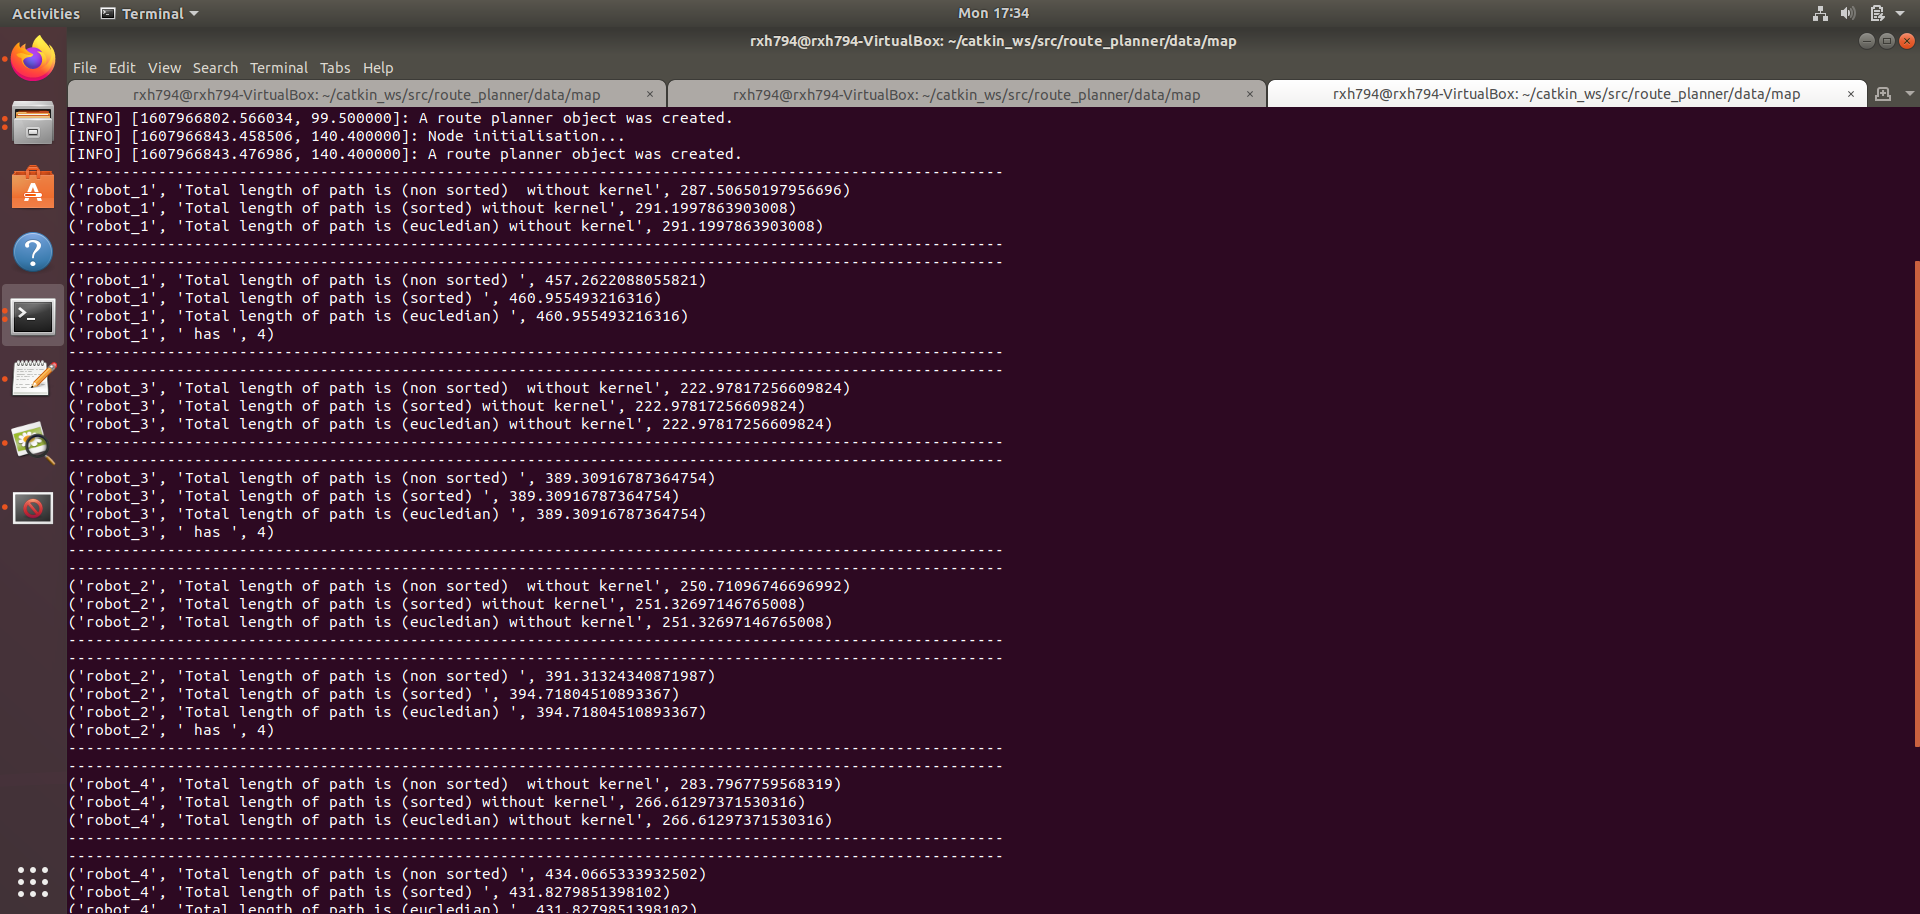 Activities Terminal Mon 17:34
rxh794@rxh794-VirtualBox: ~/catkin_ws/src/route_planner/data/map
File Edit View Search Terminal Tabs Help
rxh794@rxh794-VirtualBox: ~/catkin_ws/src/route_planner/data/map × rxh794@rxh794-VirtualBox: ~/catkin_ws/src/route_planner/data/map × rxh794@rxh794-VirtualBox: ~/catkin_ws/src/route_planner/data/map ×
[INFO] [1607966802.566034, 99.500000]: A route planner object was created.
[INFO] [1607966843.458506, 140.400000]: Node initialisation...
[INFO] [1607966843.476986, 140.400000]: A route planner object was created.
--------------------------------------------------------------------------------------------------------
('robot_1', 'Total length of path is (non sorted)  without kernel', 287.50650197956696)
('robot_1', 'Total length of path is (sorted) without kernel', 291.1997863903008)
('robot_1', 'Total length of path is (eucledian) without kernel', 291.1997863903008)
--------------------------------------------------------------------------------------------------------
--------------------------------------------------------------------------------------------------------
('robot_1', 'Total length of path is (non sorted) ', 457.2622088055821)
('robot_1', 'Total length of path is (sorted) ', 460.955493216316)
('robot_1', 'Total length of path is (eucledian) ', 460.955493216316)
('robot_1', ' has ', 4)
--------------------------------------------------------------------------------------------------------
--------------------------------------------------------------------------------------------------------
('robot_3', 'Total length of path is (non sorted)  without kernel', 222.97817256609824)
('robot_3', 'Total length of path is (sorted) without kernel', 222.97817256609824)
('robot_3', 'Total length of path is (eucledian) without kernel', 222.97817256609824)
--------------------------------------------------------------------------------------------------------
--------------------------------------------------------------------------------------------------------
('robot_3', 'Total length of path is (non sorted) ', 389.30916787364754)
('robot_3', 'Total length of path is (sorted) ', 389.30916787364754)
('robot_3', 'Total length of path is (eucledian) ', 389.30916787364754)
('robot_3', ' has ', 4)
--------------------------------------------------------------------------------------------------------
--------------------------------------------------------------------------------------------------------
('robot_2', 'Total length of path is (non sorted)  without kernel', 250.71096746696992)
('robot_2', 'Total length of path is (sorted) without kernel', 251.32697146765008)
('robot_2', 'Total length of path is (eucledian) without kernel', 251.32697146765008)
--------------------------------------------------------------------------------------------------------
--------------------------------------------------------------------------------------------------------
('robot_2', 'Total length of path is (non sorted) ', 391.31324340871987)
('robot_2', 'Total length of path is (sorted) ', 394.71804510893367)
('robot_2', 'Total length of path is (eucledian) ', 394.71804510893367)
('robot_2', ' has ', 4)
--------------------------------------------------------------------------------------------------------
--------------------------------------------------------------------------------------------------------
('robot_4', 'Total length of path is (non sorted)  without kernel', 283.7967759568319)
('robot_4', 'Total length of path is (sorted) without kernel', 266.61297371530316)
('robot_4', 'Total length of path is (eucledian) without kernel', 266.61297371530316)
--------------------------------------------------------------------------------------------------------
--------------------------------------------------------------------------------------------------------
('robot_4', 'Total length of path is (non sorted) ', 434.0665333932502)
('robot_4', 'Total length of path is (sorted) ', 431.8279851398102)
('robot_4', 'Total length of path is (eucledian) ', 431.8279851398102)